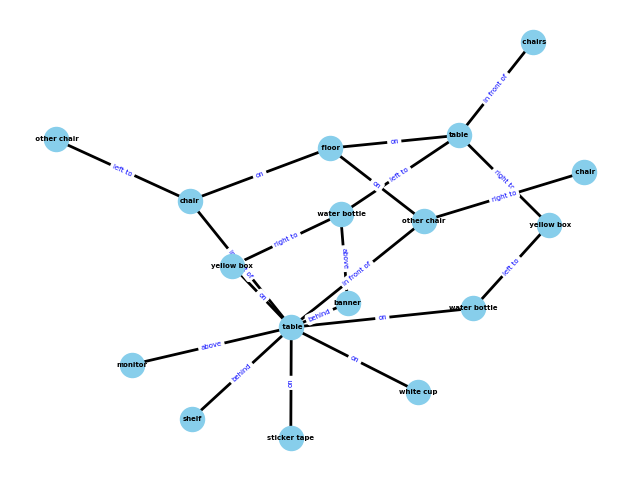 chairs
in front of
table
on
floor
other chair
left to
on
left to
on
right to
chair
right to
chair
water bottle
other chair
yellow box
right to
above
yellow box
of
in front of
left to
on
banner
water bottle
behind
on
table
above
on
monitor
behind
on
white cup
shelf
sticker tape